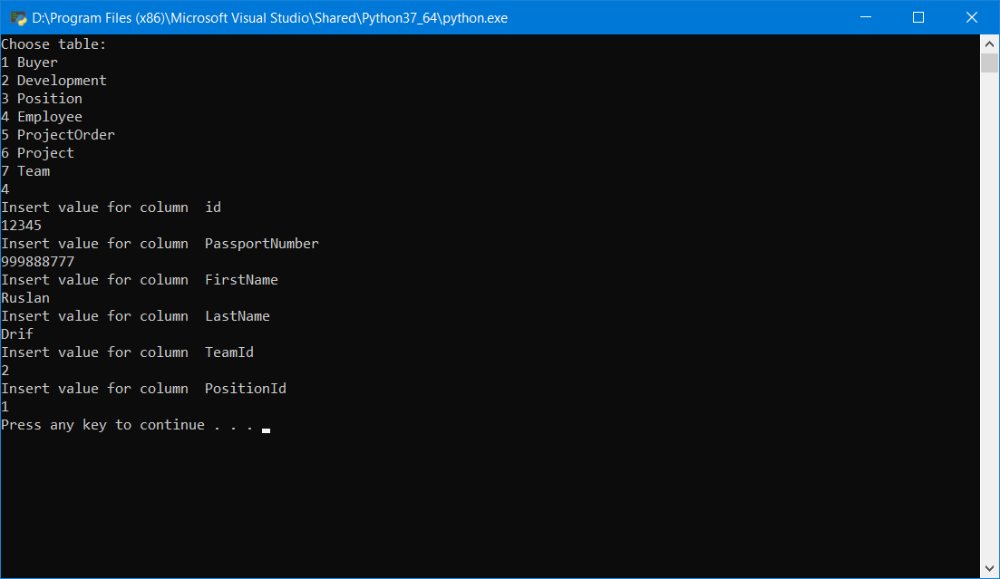 D:\Program Files (x86)\Microsoft Visual Studio\Shared\Python37_64\python.exe
Choose table:
1 Buyer
2 Development
3 Position
4 Employee
5 ProjectOrder
6 Project
7 Team
4
Insert value for column  id
12345
Insert value for column  PassportNumber
999888777
Insert value for column  FirstName
Ruslan
Insert value for column  LastName
Drif
Insert value for column  TeamId
2
Insert value for column  PositionId
1
Press any key to continue . . .